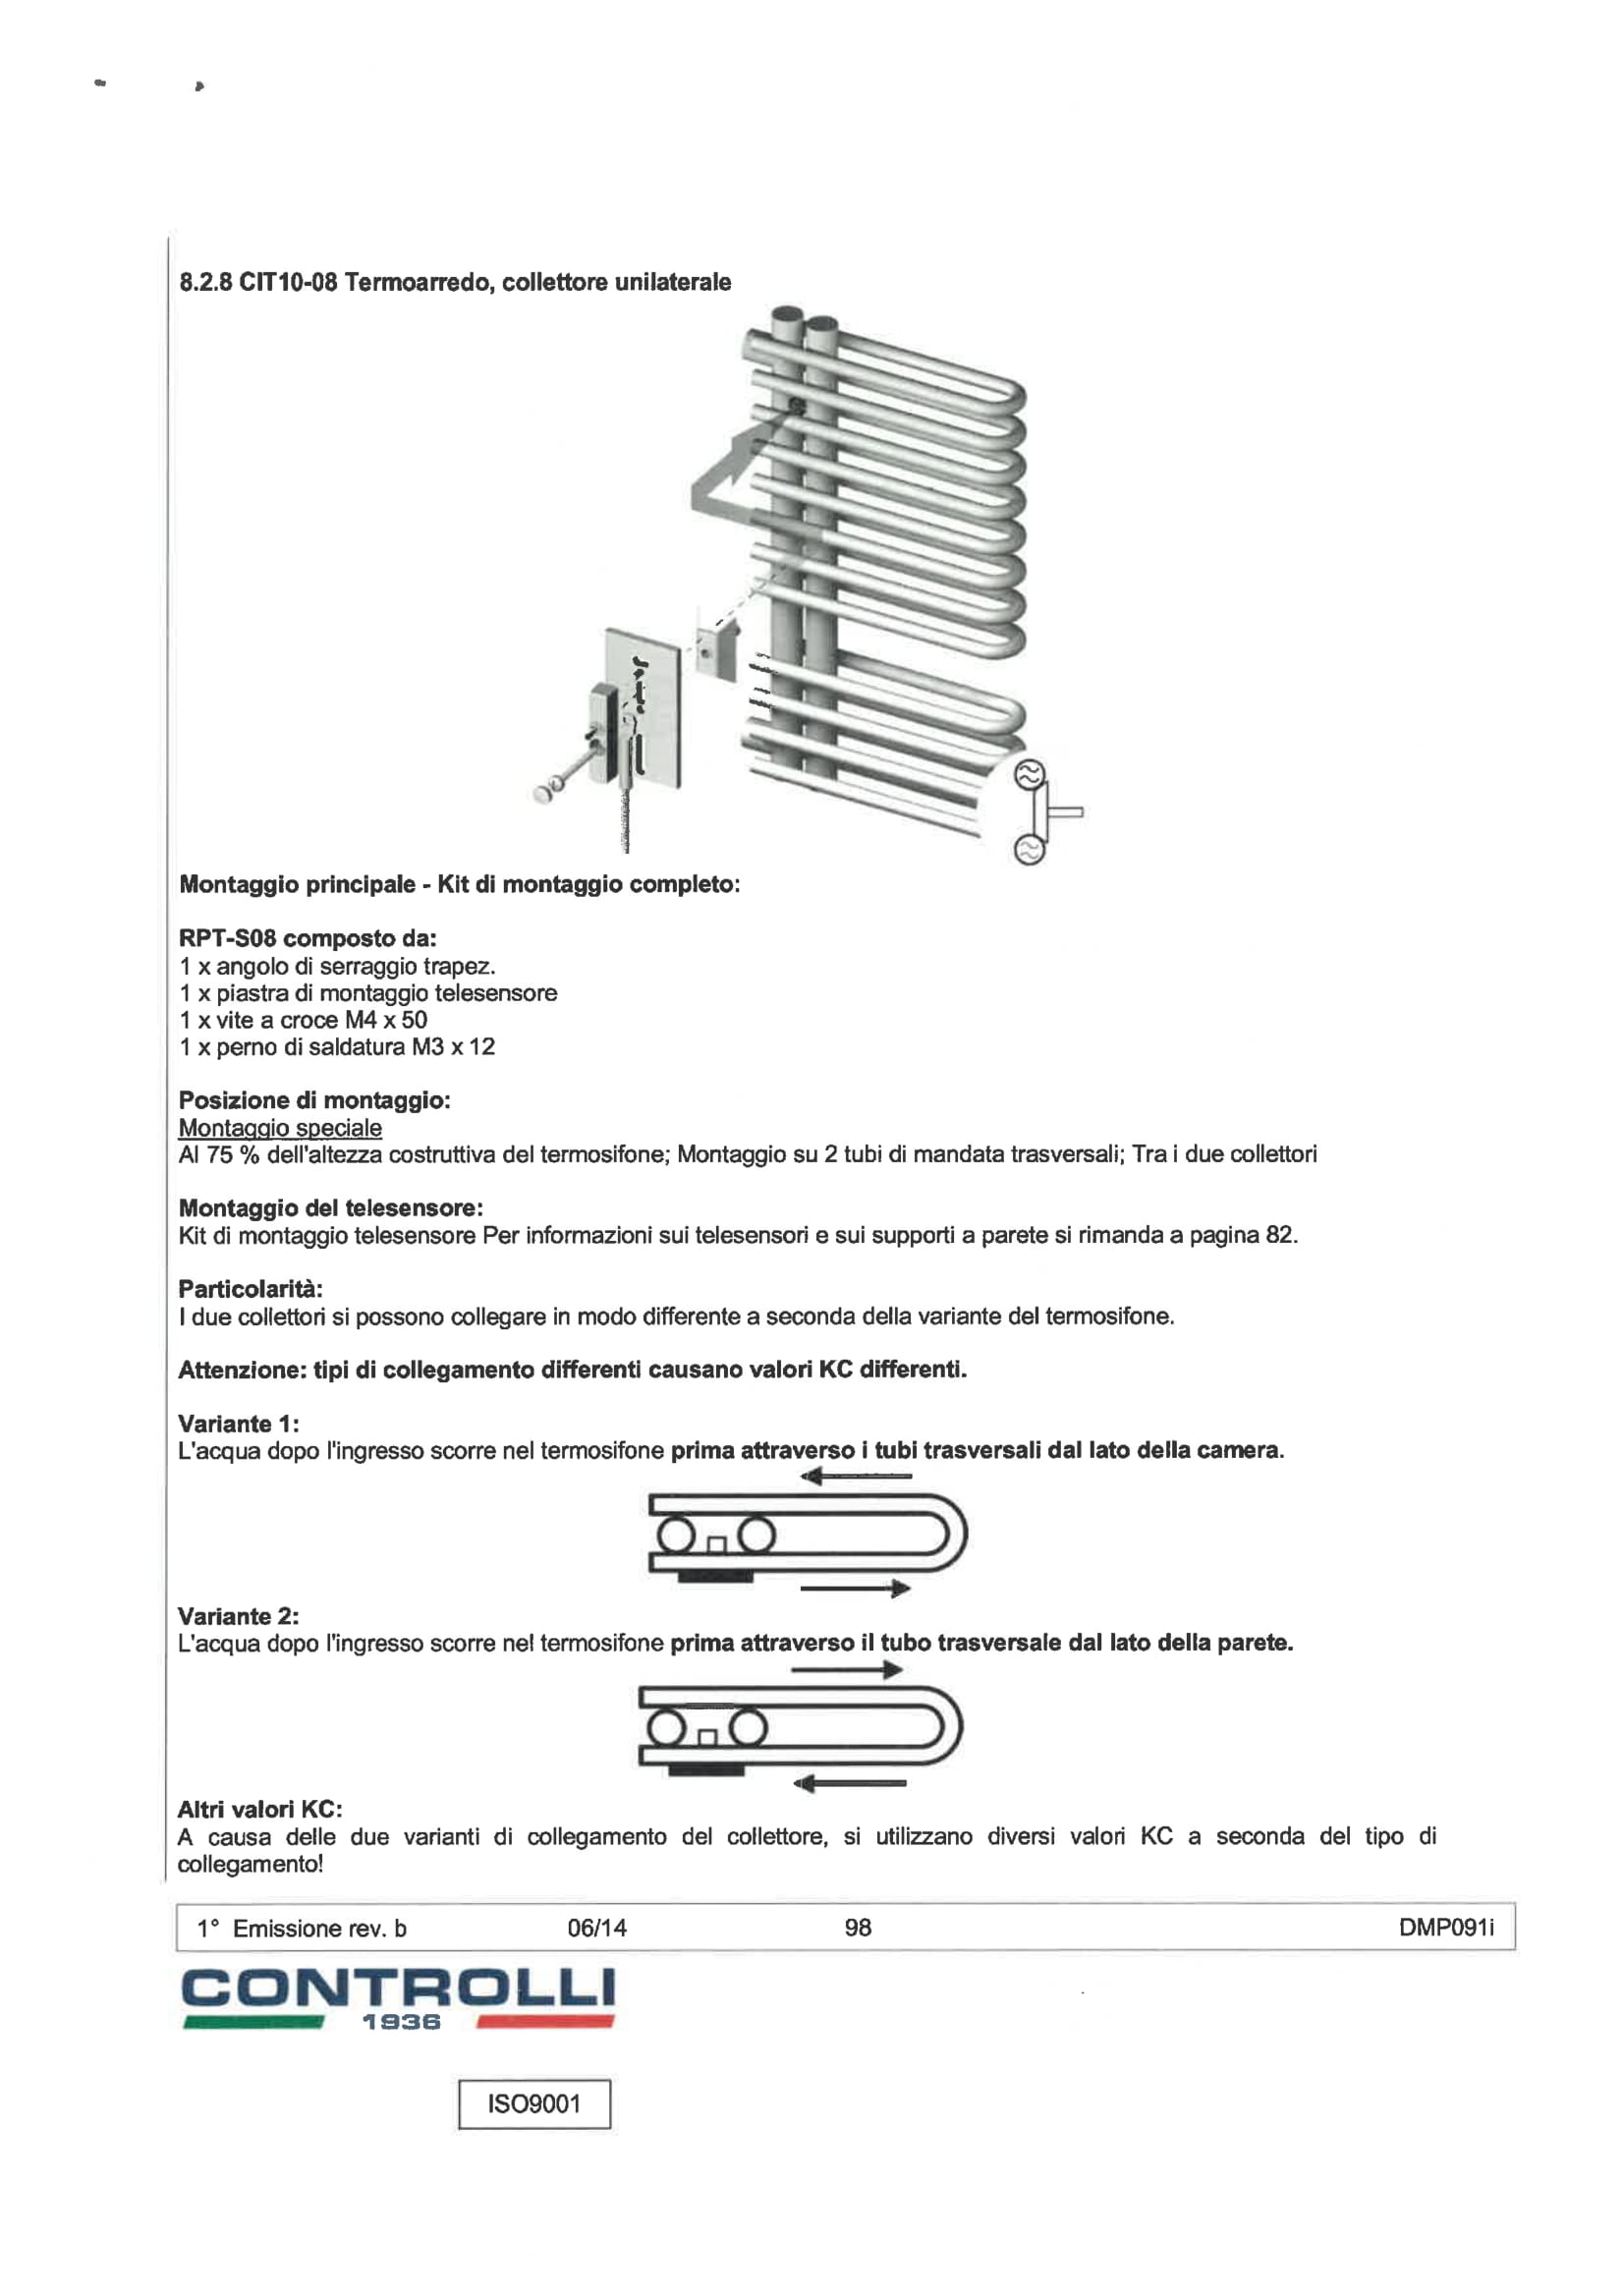 8.2.8 CIT10-08 Termoarredo, collettore unilaterale
Montaggio principale - Kit di montaggio completo:
RPT-S08 composto da:
1 x angolo di serraggio trapez.
1 x piastra di montaggio telesensore
1 x vite a croce M4 x 50
1 x perno di saldatura M3 x 12
Posizione di montaggio:
Montaggio speciale
Al 75 % dell'altezza costruttiva del termosifone; Montaggio su 2 tubi di mandata trasversali; Tra i due collettori
Montaggio del telesensore:
Kit di montaggio telesensore Per informazioni sui telesensori e sui supporti a parete si rimanda a pagina 82.
Particolarità:
I due collettori si possono collegare in modo differente a seconda della variante del termosifone.
Attenzione: tipi di collegamento differenti causano valori KC differenti.
Variante 1:
L'acqua dopo l'ingresso scorre nel termosifone prima attraverso i tubi trasversali dal lato della camera.
Variante 2:
L'acqua dopo l'ingresso scorre nel termosifone prima attraverso il tubo trasversale dal lato della parete.
Altri valori KC:
A causa delle due varianti di collegamento del collettore, si utilizzano diversi valori KC a seconda del tipo di
collegamento!
1° Emissione rev. b 06/14 98 DMP091i
CONTROLLI
1936
ISO9001